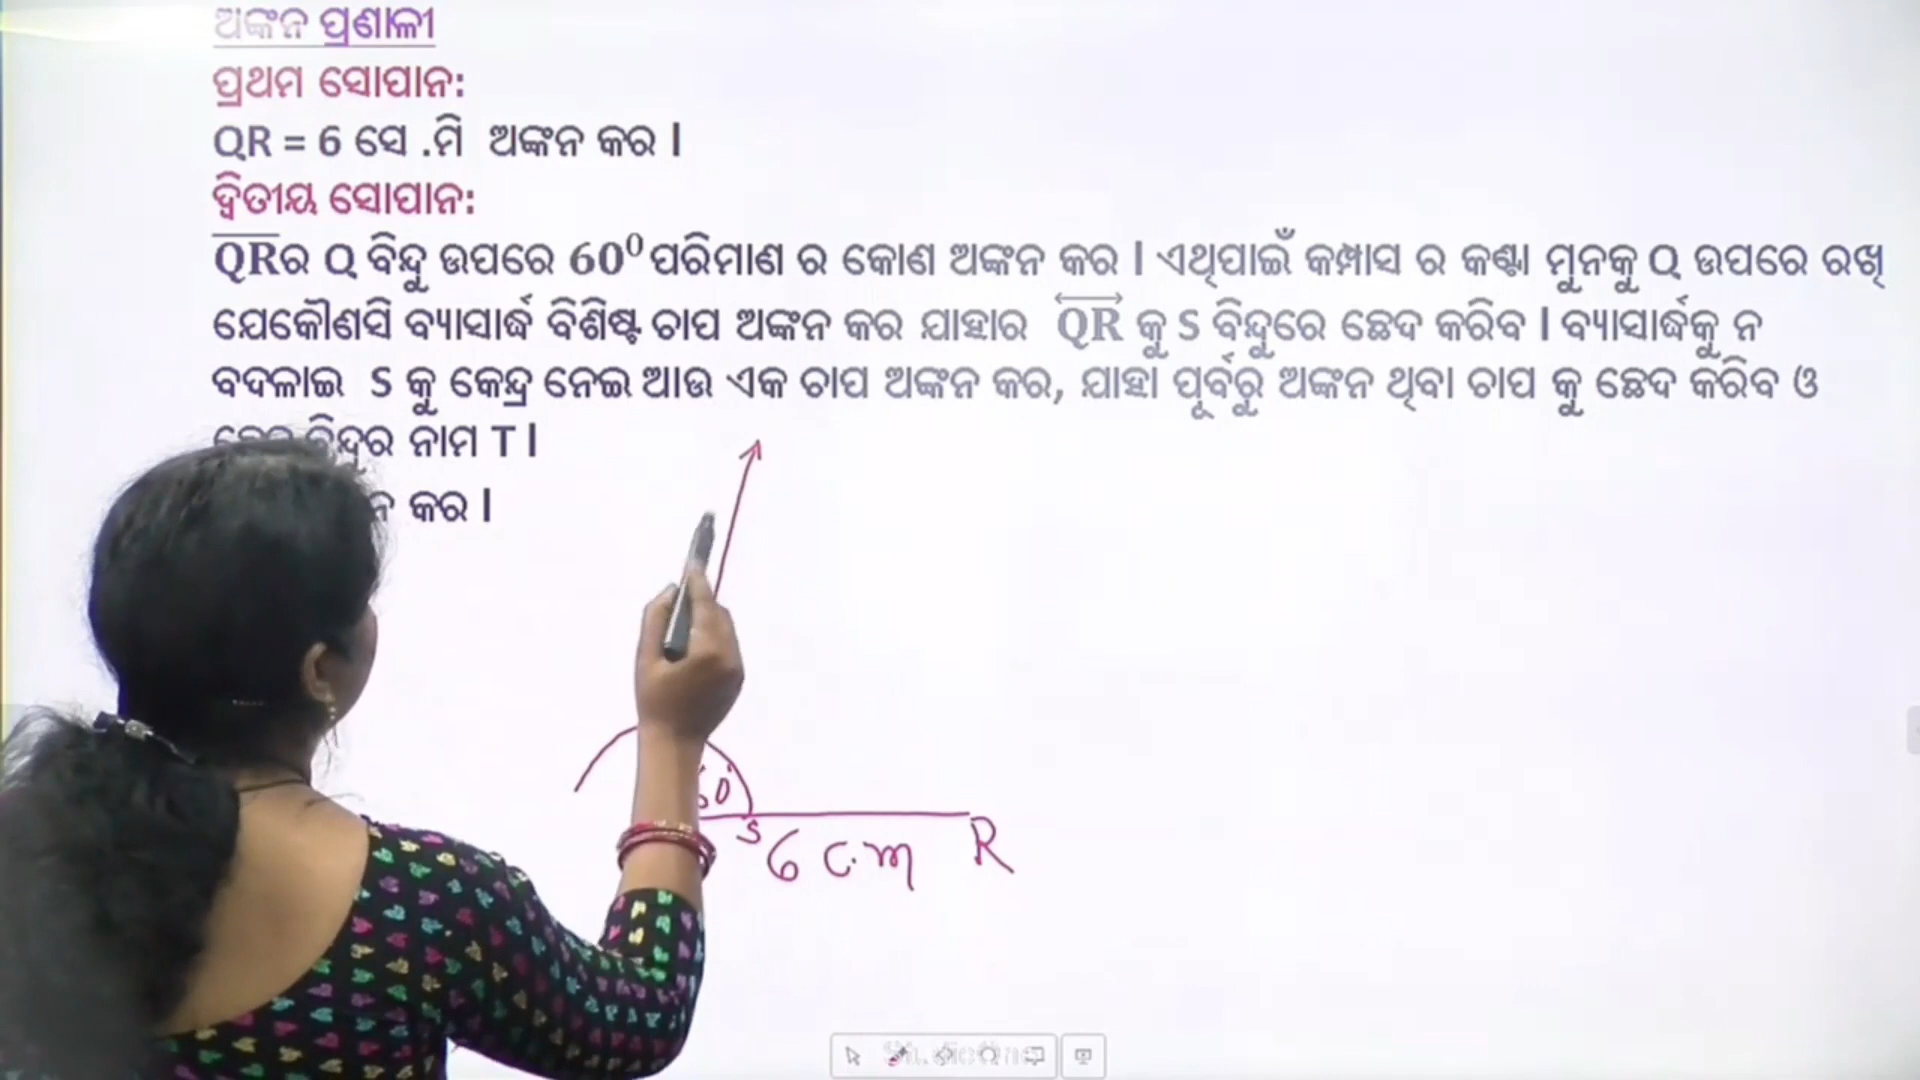 ଅଙ୍କନ ପ୍ରଣାଳୀ
ପ୍ରଥମ ସୋପାନ:
QR = 6 ସେ .ମି ଅଙ୍କନ କର |
ଦ୍ୱିତୀୟ ସୋପାନ:
QRର Q ବିନ୍ଦୁ ଉପରେ 60⁰ ପରିମାଣ ର କୋଣ ଅଙ୍କନ କର | ଏଥିପାଇଁ କମ୍ପାସ ର କଣ୍ଟା ମୁନକୁ Q ଉପରେ ରଖି
ଯେକୌଣସି ବ୍ୟାସାର୍ଦ୍ଧ ବିଶିଷ୍ଟ ଚାପ ଅଙ୍କନ କର ଯାହାର QR କୁ S ବିନ୍ଦୁରେ ଛେଦ କରିବ | ବ୍ୟାସାର୍ଦ୍ଧକୁ ନ
ବଦଳାଇ S କୁ କେନ୍ଦ୍ର ନେଇ ଆଉ ଏକ ଚାପ ଅଙ୍କନ କର, ଯାହା ପୂର୍ବରୁ ଅଙ୍କନ ଥିବା ଚାପ କୁ ଛେଦ କରିବ ଓ
ନାମ T |
କର |
60°
S 6 c.m R